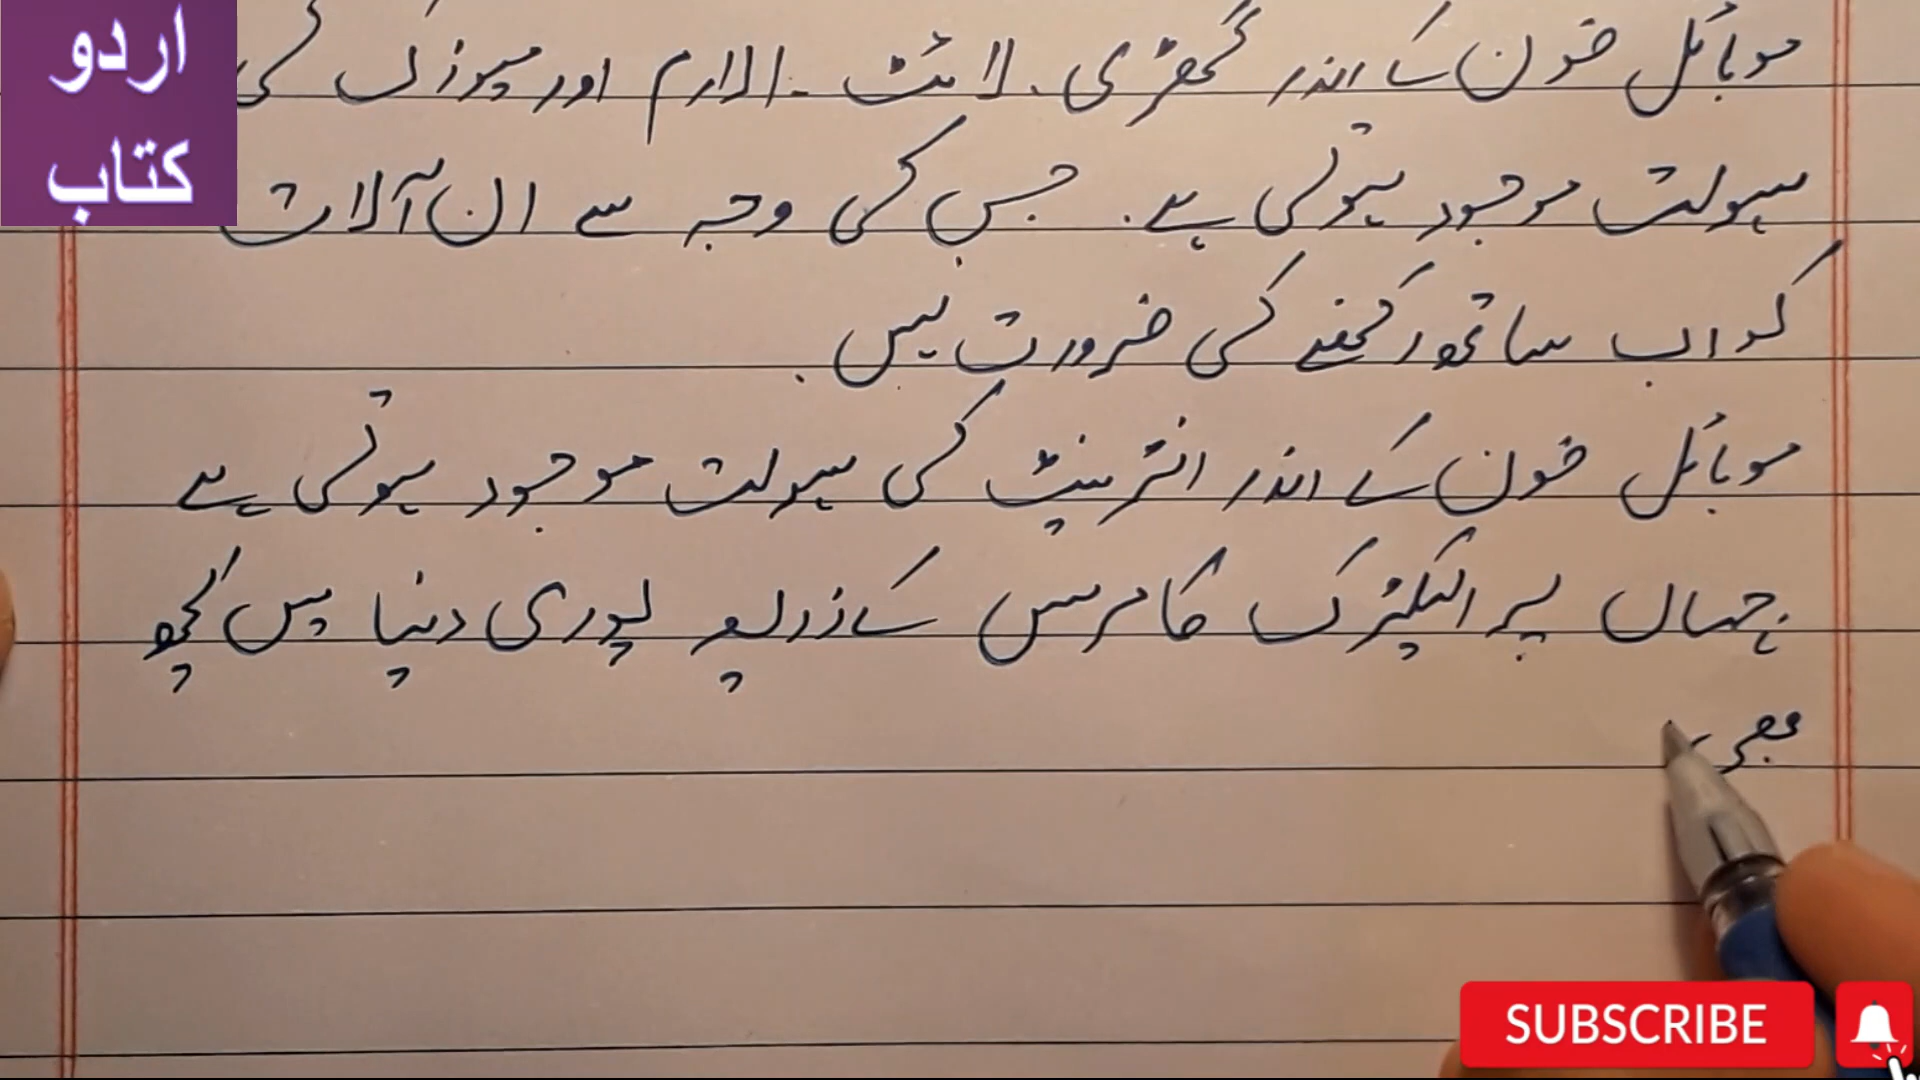 اردو
کتاب
موبائل فون کے اندر گھڑی۔ لائٹ۔ الارم اور میوزک کی
سہولت موجود ہوتی ہے۔ جس کی وجہ سے ان آلات
کو اب ساتھ رکھنے کی ضرورت نہیں۔
موبائل فون کے اندر انٹرنیٹ کی سہولت موجود ہوتی ہے
جہاں پر الیکٹرک کامرس کے ذریعہ پوری دنیا میں کچھ
بھی
SUBSCRIBE